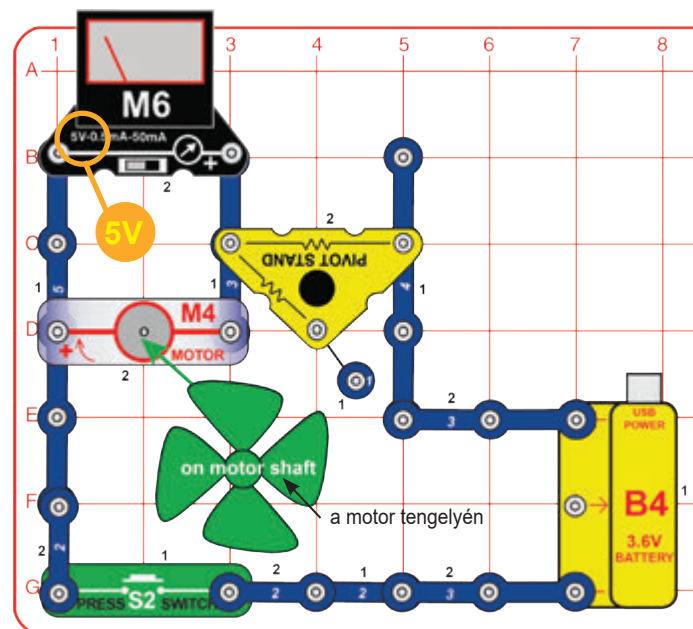 1 3 4 5 6 7 8
A
M6
5V-0.5mA-50mA
+
B
2
5V
C
2
PIVOT STAND
1 5
1 3
4 1
M4
D
+
MOTOR
2
1
1
E
2
3
USB
POWER
on motor shaft
a motor tengelyén
F
B4
1
3.6V
BATTERY
2 2
1
2
1
2
G
PRESS S2 SWITCH
2
2
3